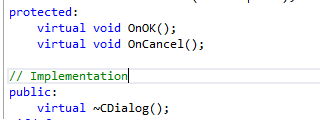 protected:
virtual void OnOK();
virtual void OnCancel();
// Implementation
public:
virtual ~CDialog();